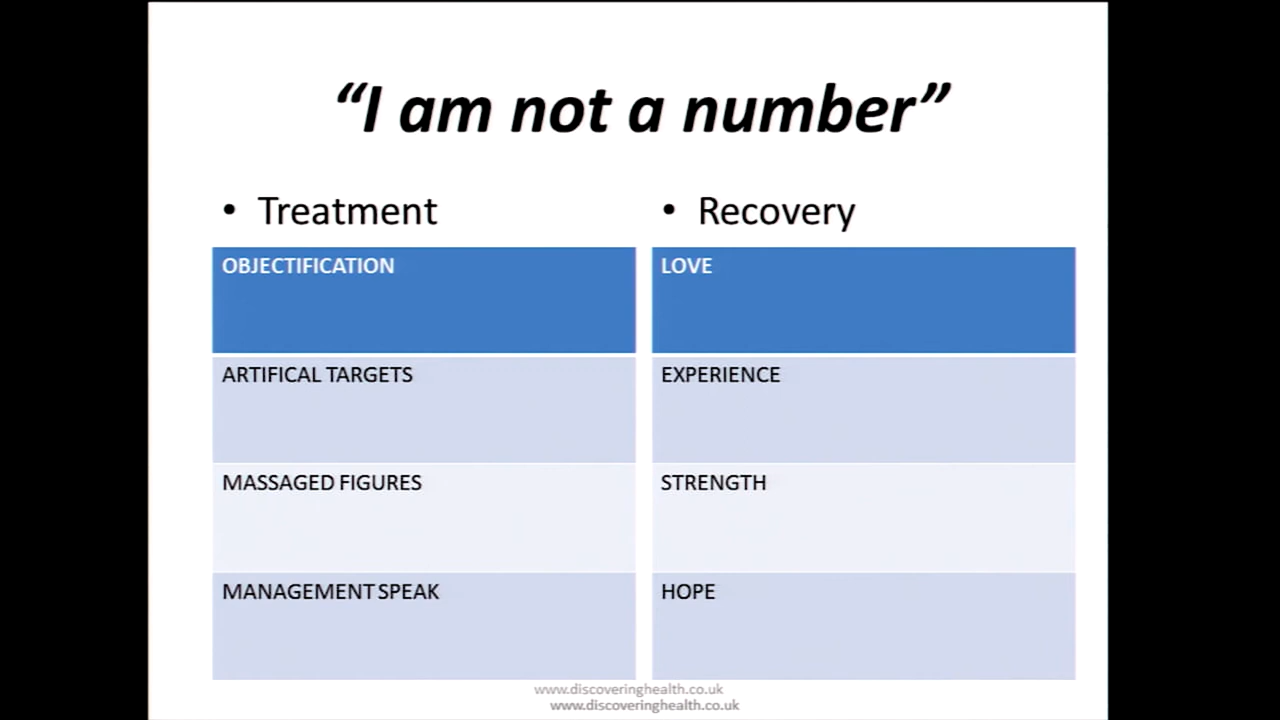 “I am not a number”
• Treatment
• Recovery
OBJECTIFICATION
LOVE
ARTIFICAL TARGETS
EXPERIENCE
MASSAGED FIGURES
STRENGTH
MANAGEMENT SPEAK
HOPE
www.discoveringhealth.co.uk
www.discoveringhealth.co.uk